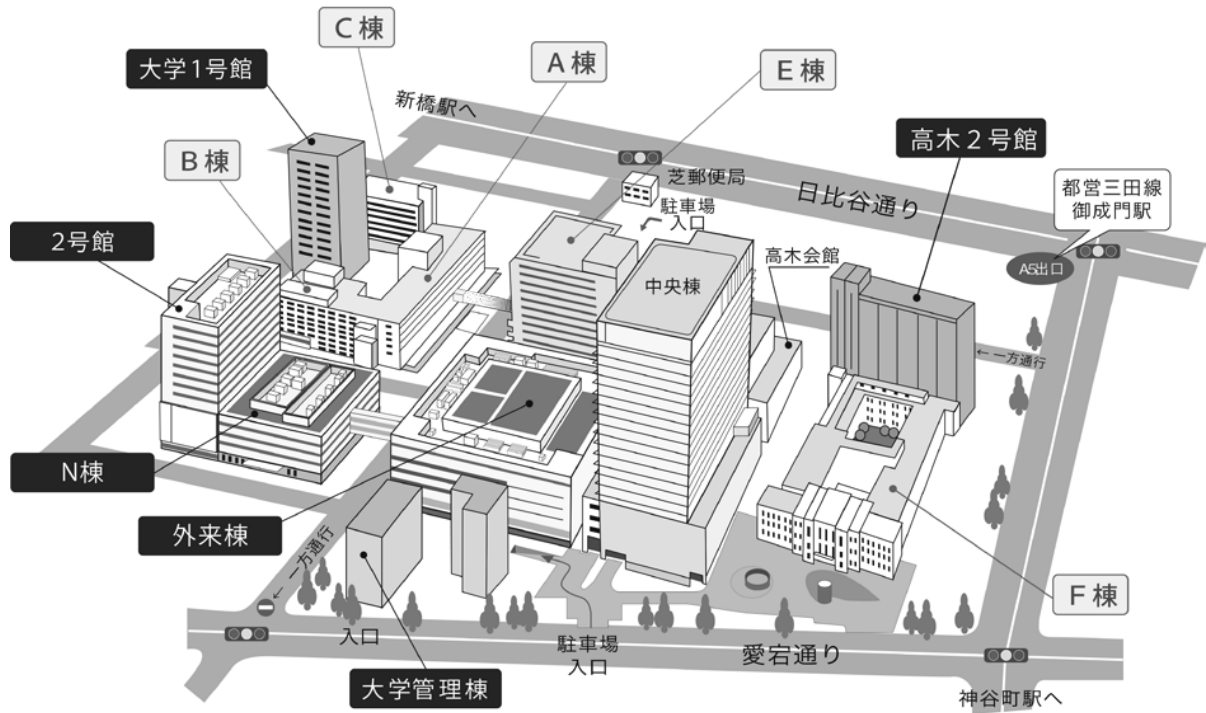 C棟
大学1号館
A棟
E棟
新橋駅へ
高木2号館
B棟
芝郵便局
日比谷通り
都営三田線
御成門駅
駐車場
入口
2号館
高木会館
A5出口
中央棟
←一方通行
N棟
外来棟
←一方通行
F棟
入口
駐車場
入口
愛宕通り
大学管理棟
神谷町駅へ